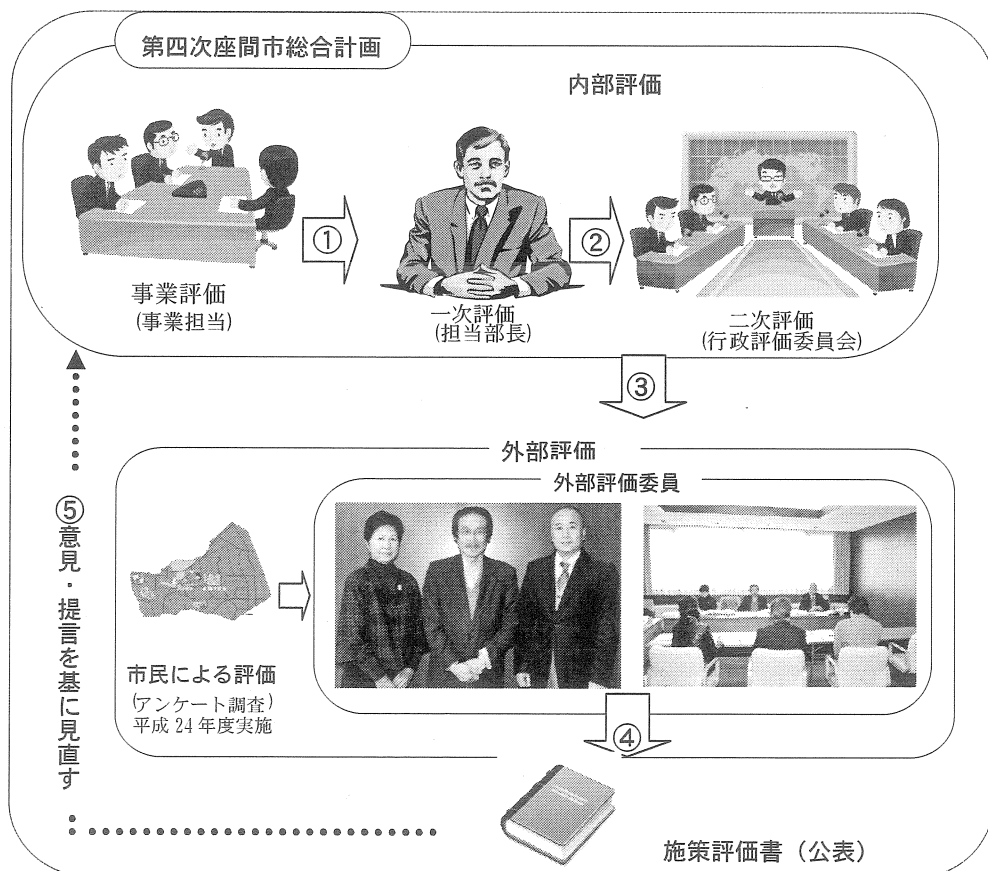 第四次座間市総合計画
内部評価
①
②
事業評価
(事業担当)
一次評価
(担当部長)
二次評価
(行政評価委員会)
③
外部評価
外部評価委員
市民による評価
(アンケート調査)
平成24年度実施
④
⑤意見・提言を基に見直す
施策評価書（公表）